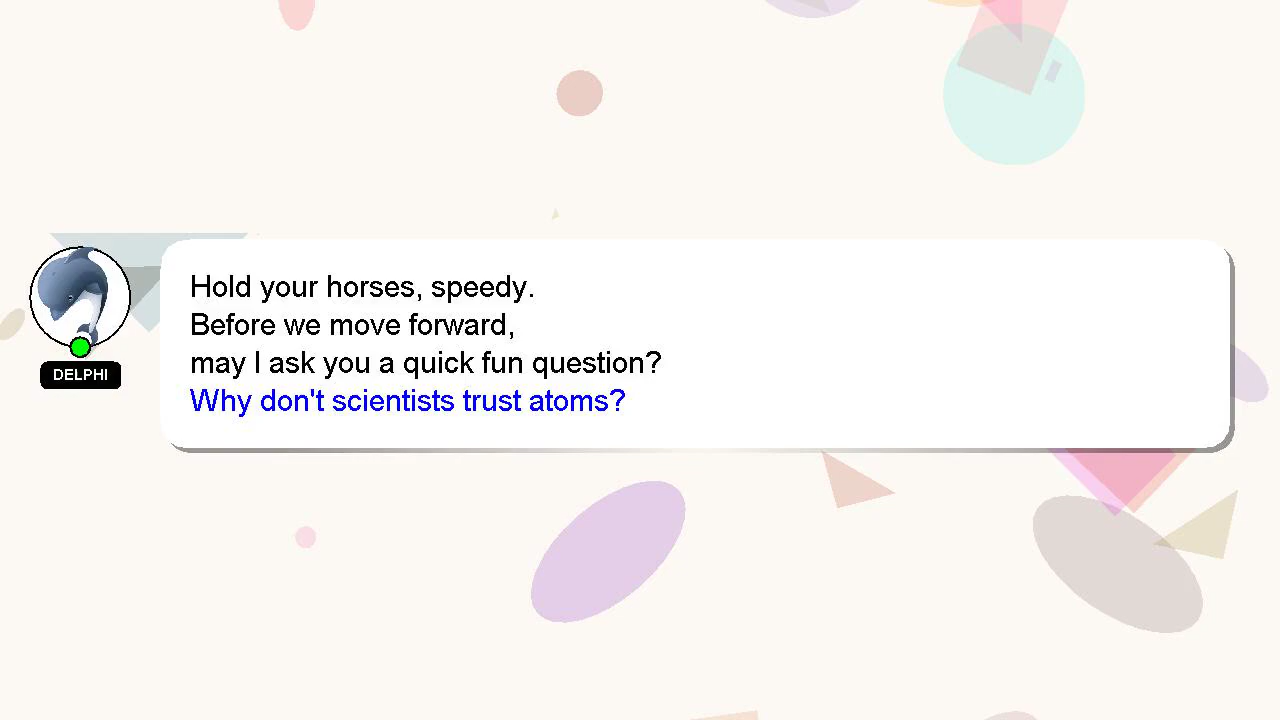 Hold your horses, speedy.
Before we move forward,
may I ask you a quick fun question?
Why don't scientists trust atoms?
DELPHI